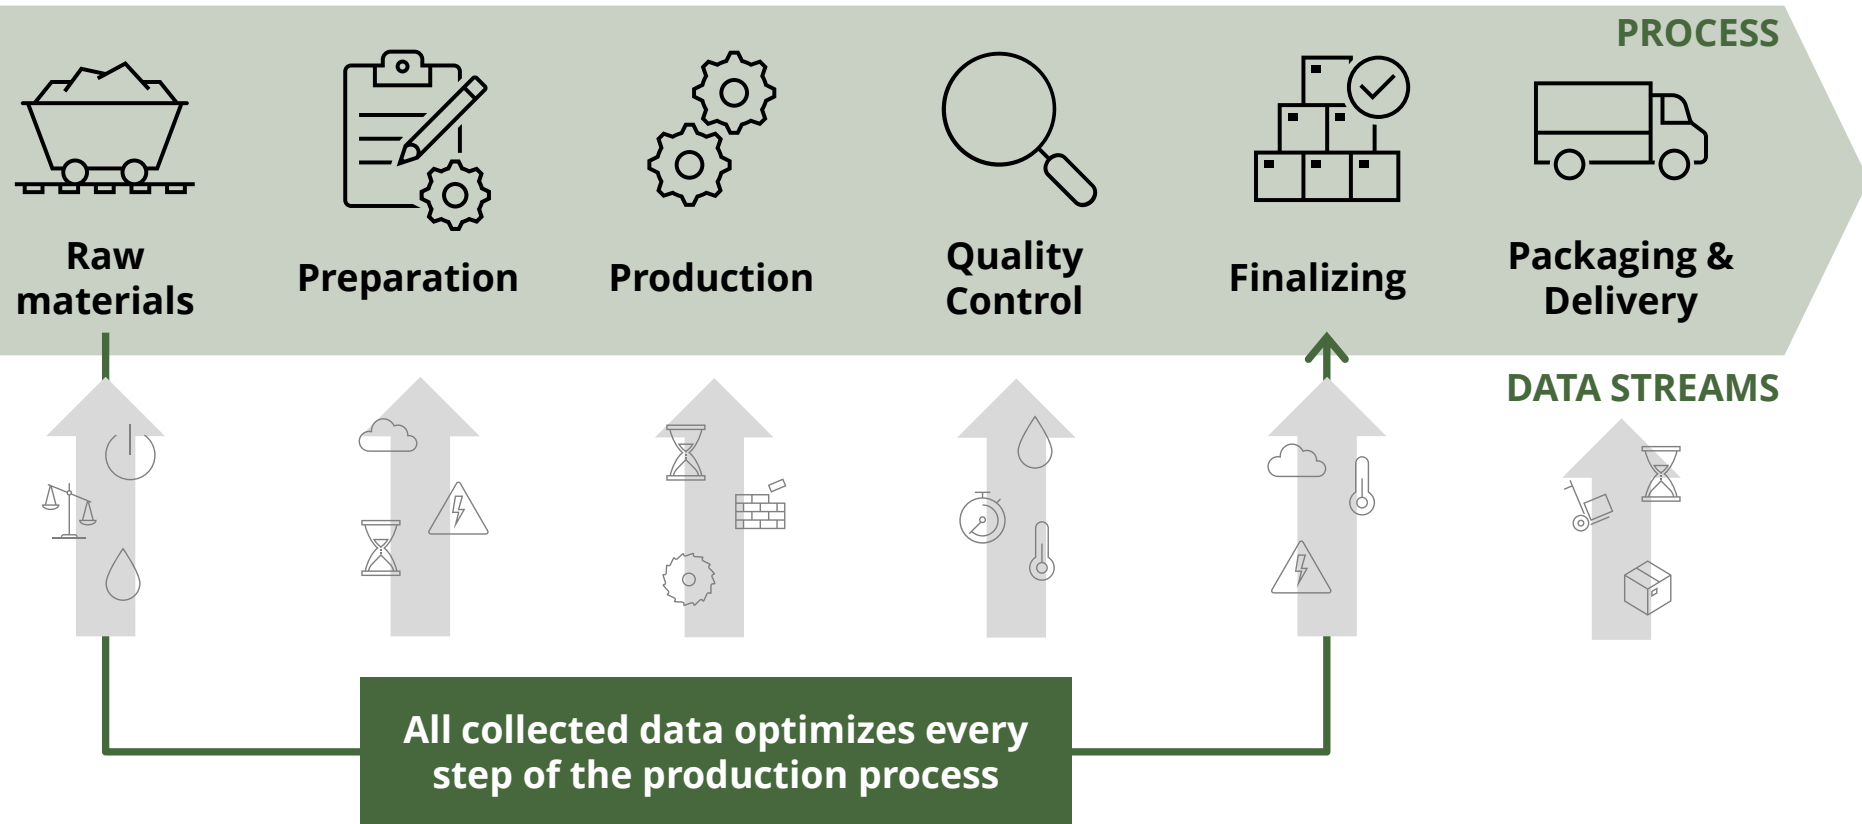 PROCESS
Raw
materials
Preparation
Production
Quality
Control
Finalizing
Packaging &
Delivery
DATA STREAMS
All collected data optimizes every
step of the production process